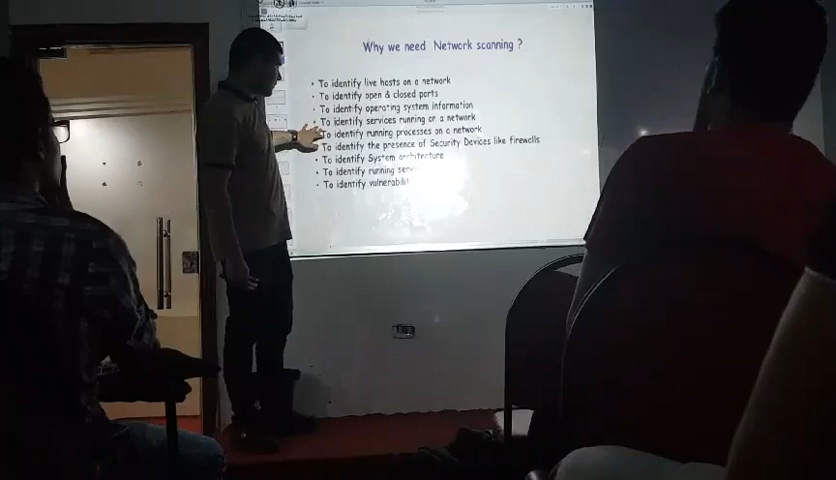 Why we need Network scanning ?
• To identify live hosts on a network
• To identify open & closed ports
• To identify operating system information
• To identify services running on a network
To identify running processes on a network
• To identify the presence of Security Devices like firewalls
• To identify System architecture
• To identify running
• To identify